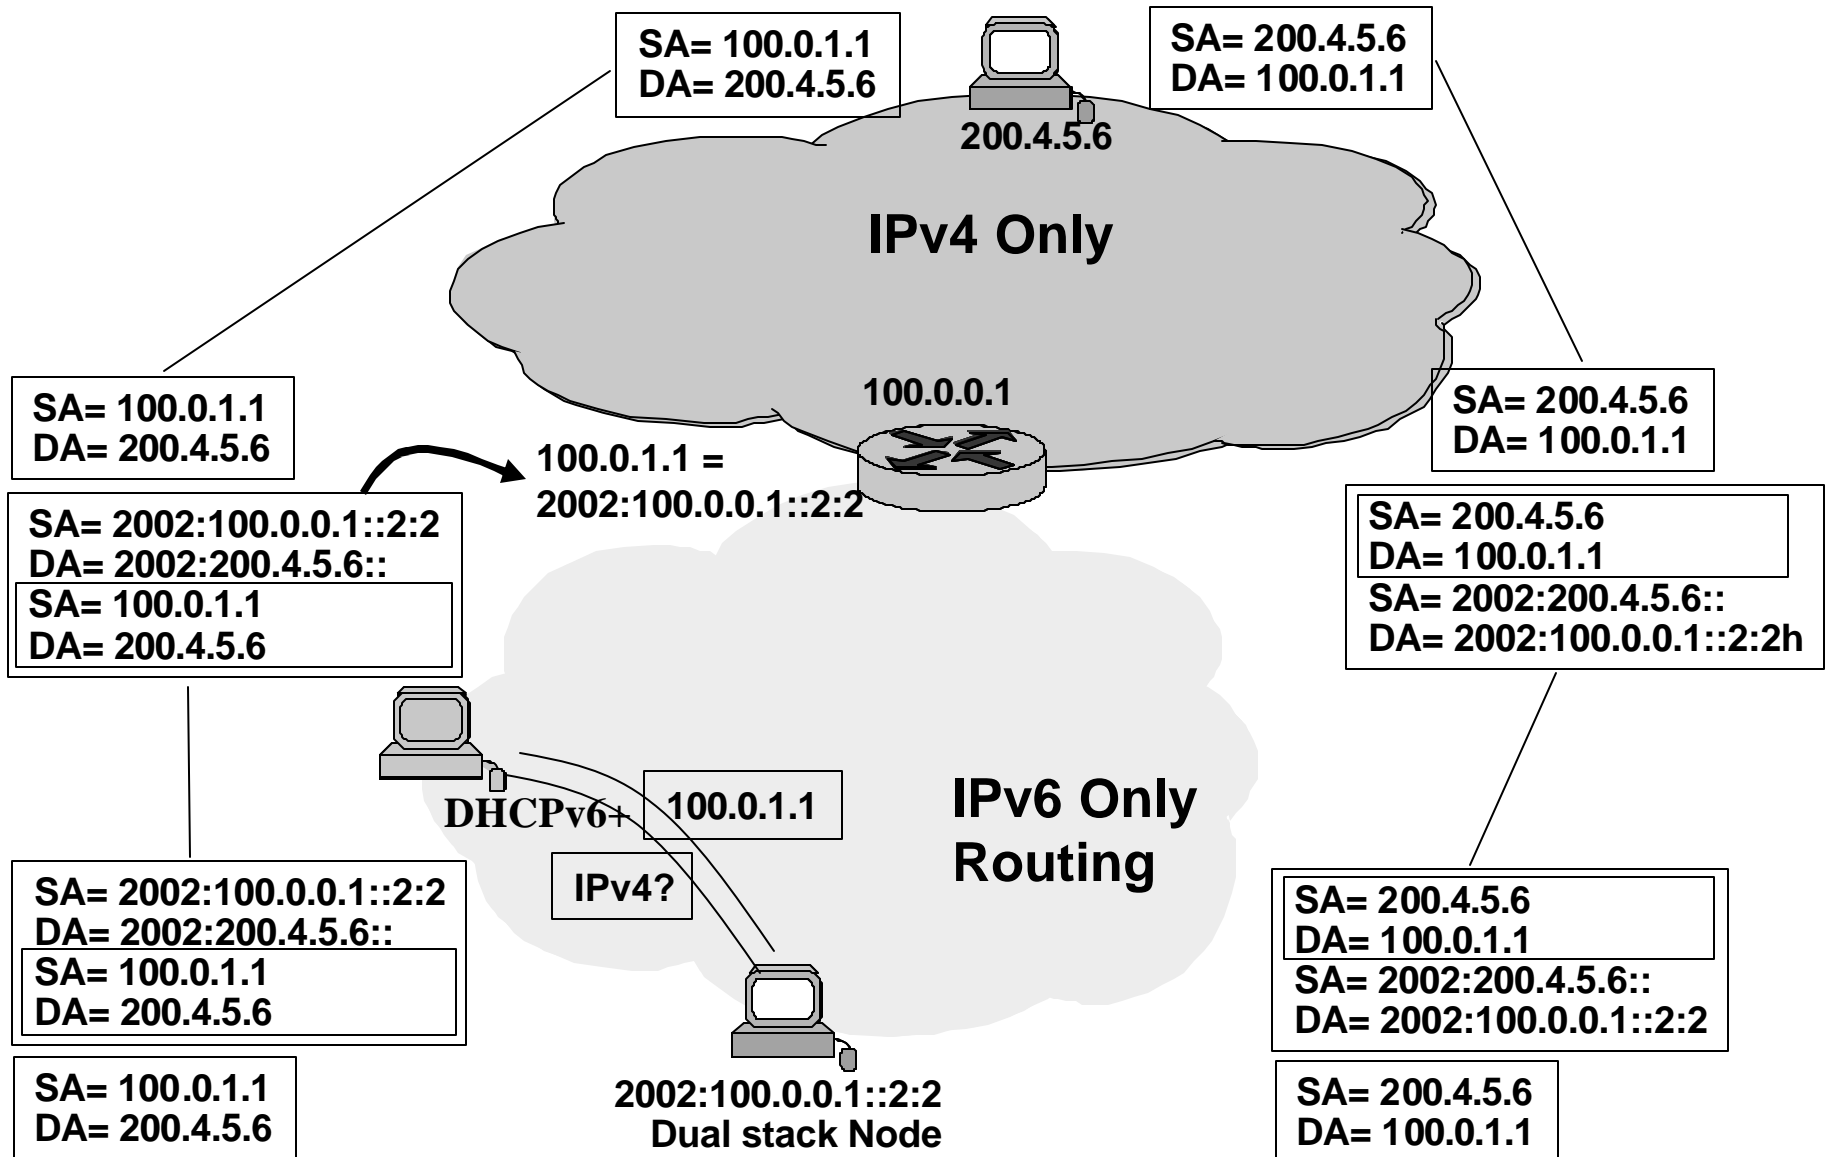 SA= 100.0.1.1
DA= 200.4.5.6
200.4.5.6
SA= 200.4.5.6
DA= 100.0.1.1
IPv4 Only
100.0.0.1
SA= 100.0.1.1
DA= 200.4.5.6
100.0.1.1 =
2002:100.0.0.1::2:2
SA= 200.4.5.6
DA= 100.0.1.1
SA= 2002:100.0.0.1::2:2
DA= 2002:200.4.5.6::
SA= 100.0.1.1
DA= 200.4.5.6
SA= 200.4.5.6
DA= 100.0.1.1
SA= 2002:200.4.5.6::
DA= 2002:100.0.0.1::2:2h
DHCPv6+
100.0.1.1
IPv4?
IPv6 Only
Routing
SA= 2002:100.0.0.1::2:2
DA= 2002:200.4.5.6::
SA= 100.0.1.1
DA= 200.4.5.6
SA= 200.4.5.6
DA= 100.0.1.1
SA= 2002:200.4.5.6::
DA= 2002:100.0.0.1::2:2
SA= 100.0.1.1
DA= 200.4.5.6
2002:100.0.0.1::2:2
Dual stack Node
SA= 200.4.5.6
DA= 100.0.1.1